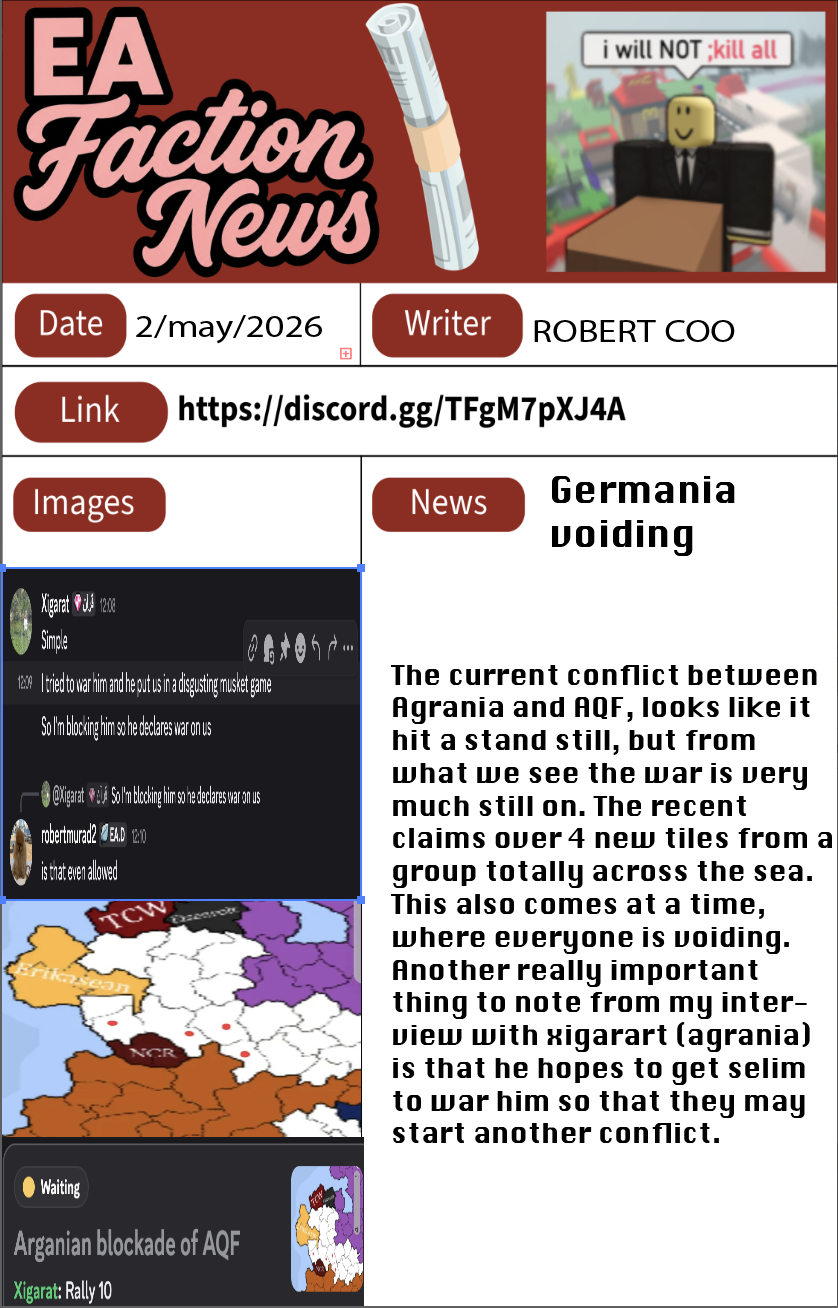 EA
Faction
News
i will NOT ;kill all
Date
2/may/2026
Writer
ROBERT COO
Link
https://discord.gg/TFgM7pXJ4A
Images
News
Germania
voiding
Xigarat 12:08
Simple
12:09 I tried to war him and he put us in a disgusting musket game
So I'm blocking him so he declares war on us
@Xigarat So I'm blocking him so he declares war on us
robertmurad2 EA.D 12:10
is that even allowed
TCW
Erikasean
NCR
Waiting
Arganian blockade of AQF
Xigarat: Rally 10
The current conflict between
Agrania and AQF, looks like it
hit a stand still, but from
what we see the war is very
much still on. The recent
claims over 4 new tiles from a
group totally across the sea.
This also comes at a time,
where everyone is voiding.
Another really important
thing to note from my inter-
view with xigarart (agrania)
is that he hopes to get selim
to war him so that they may
start another conflict.